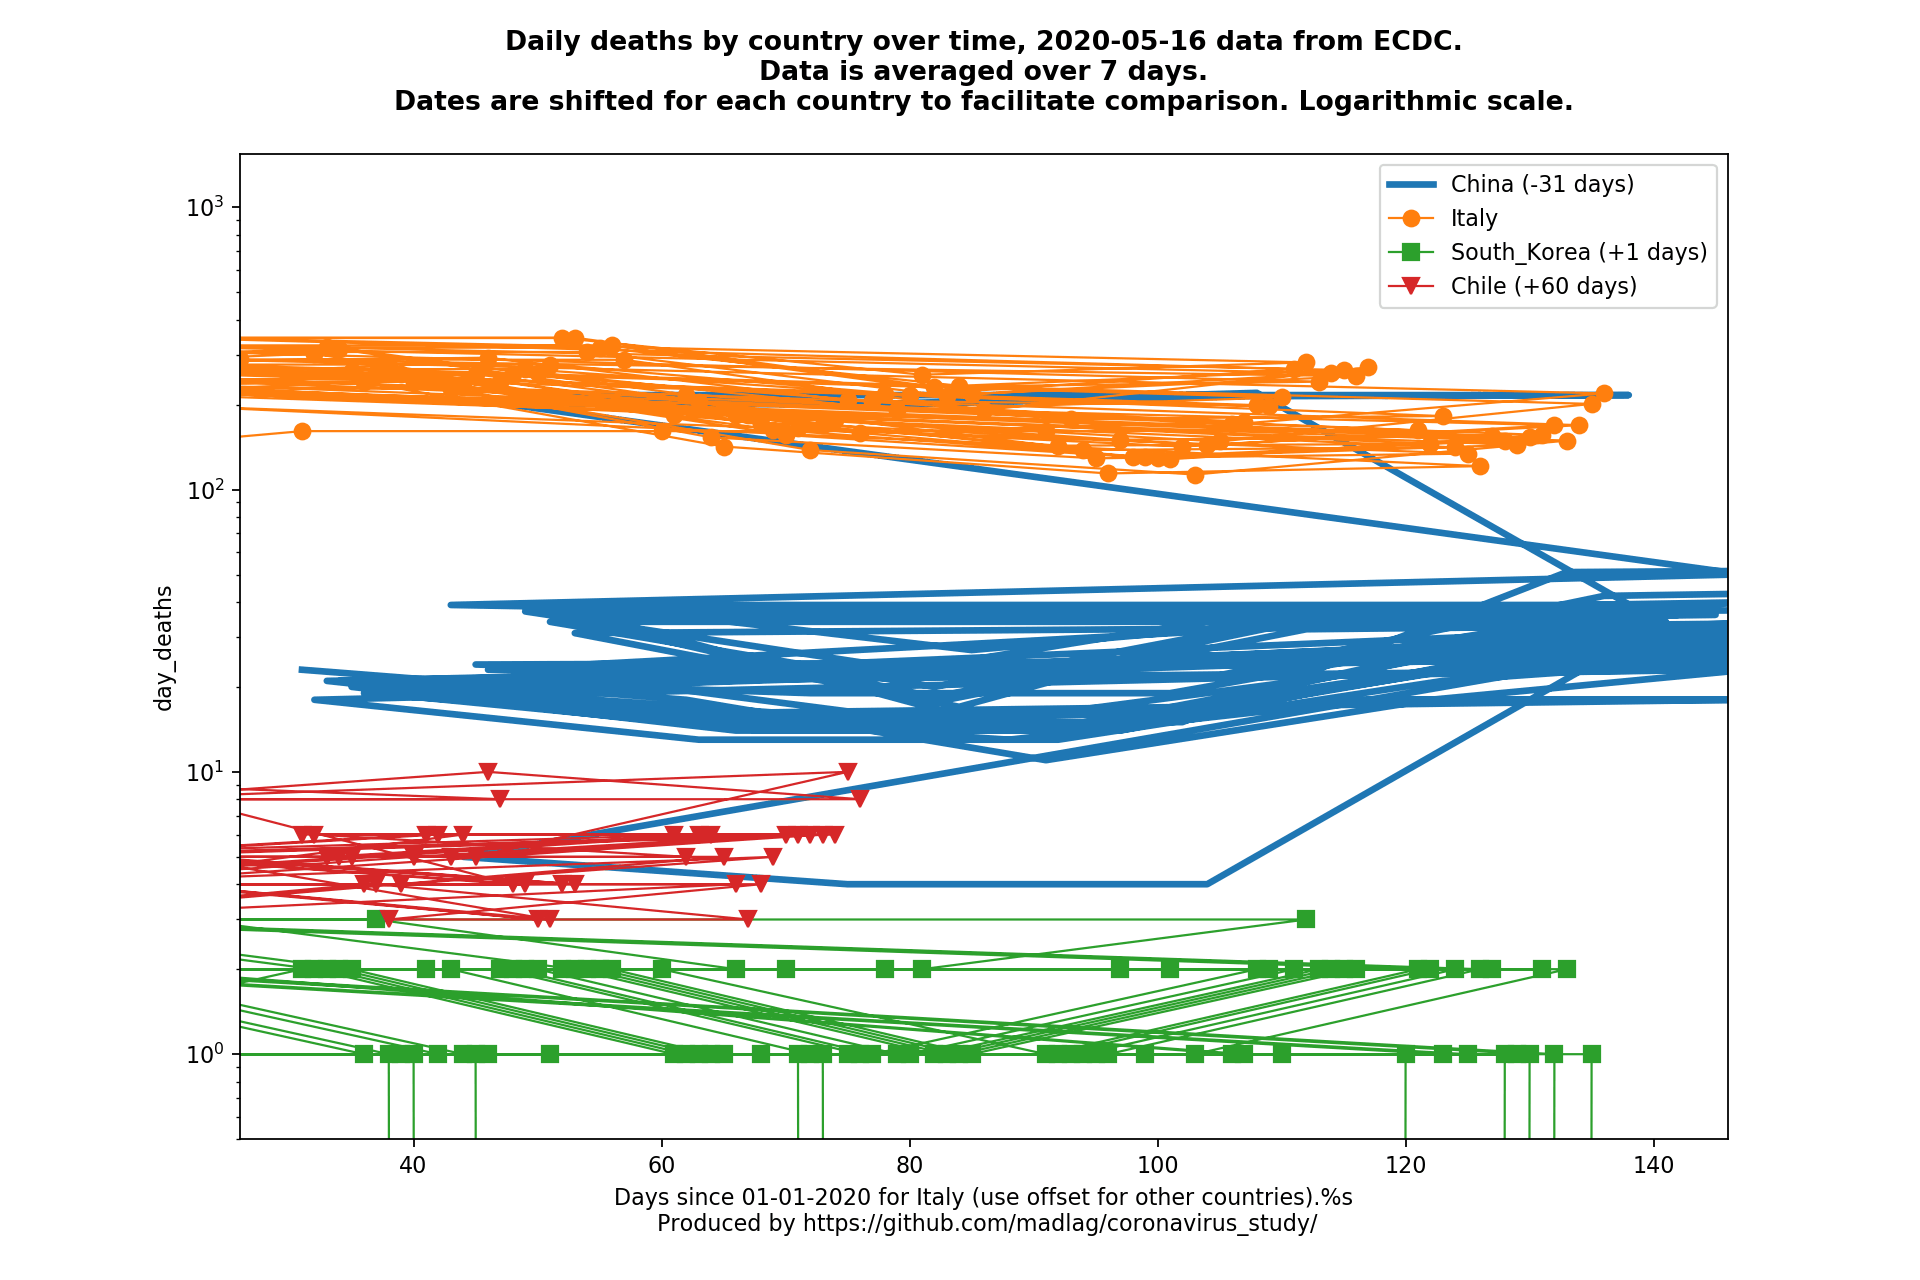 Daily deaths by country over time, 2020-05-16 data from ECDC.
Data is averaged over 7 days.
Dates are shifted for each country to facilitate comparison. Logarithmic scale.
China (-31 days)
Italy
South_Korea (+1 days)
Chile (+60 days)
10³
10²
10¹
10⁰
day_deaths
40 60 80 100 120 140
Days since 01-01-2020 for Italy (use offset for other countries).%s
Produced by https://github.com/madlag/coronavirus_study/